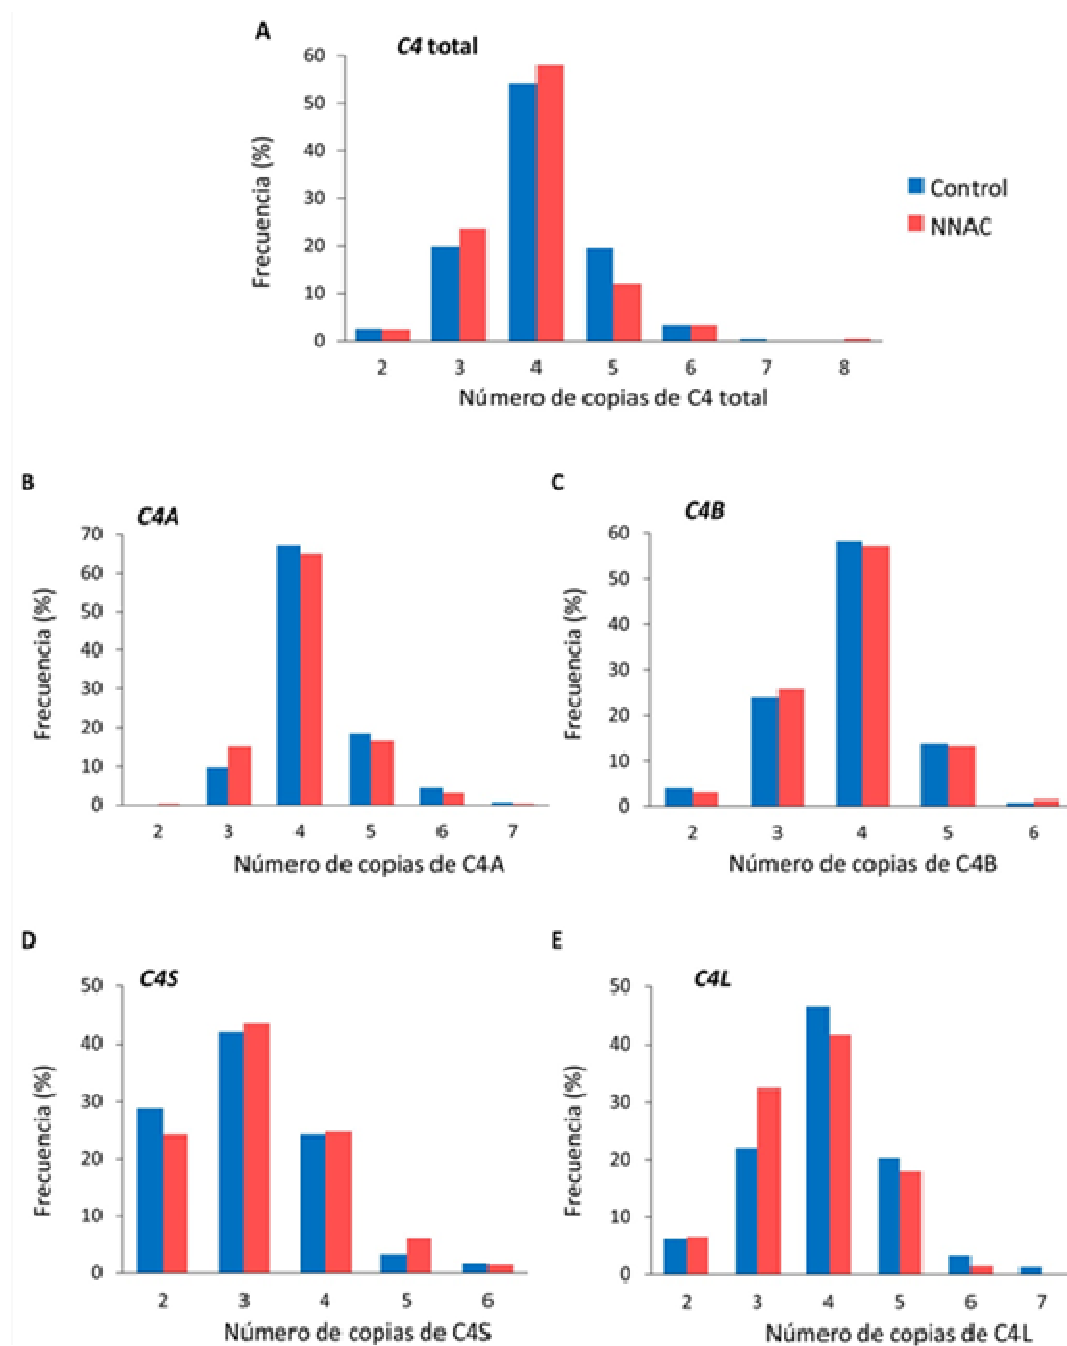 A
C4 total
60
50
40
30
20
10
0
Frecuencia (%)
2 3 4 5 6 7 8
Número de copias de C4 total
Control
NNAC
B
C4A
70
60
50
40
30
20
10
0
Frecuencia (%)
2 3 4 5 6 7
Número de copias de C4A
C
C4B
60
50
40
30
20
10
0
Frecuencia (%)
2 3 4 5 6
Número de copias de C4B
D
C4S
50
40
30
20
10
0
Frecuencia (%)
2 3 4 5 6
Número de copias de C4S
E
C4L
50
40
30
20
10
0
Frecuencia (%)
2 3 4 5 6 7
Número de copias de C4L